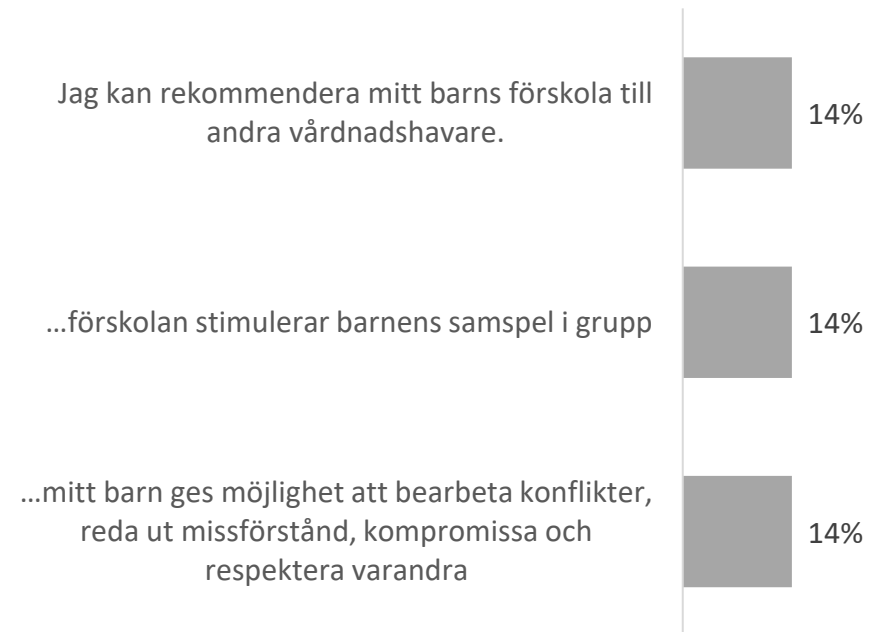 Jag kan rekommendera mitt barns förskola till
andra vårdnadshavare.
14%
...förskolan stimulerar barnens samspel i grupp
14%
...mitt barn ges möjlighet att bearbeta konflikter,
reda ut missförstånd, kompromissa och
respektera varandra
14%